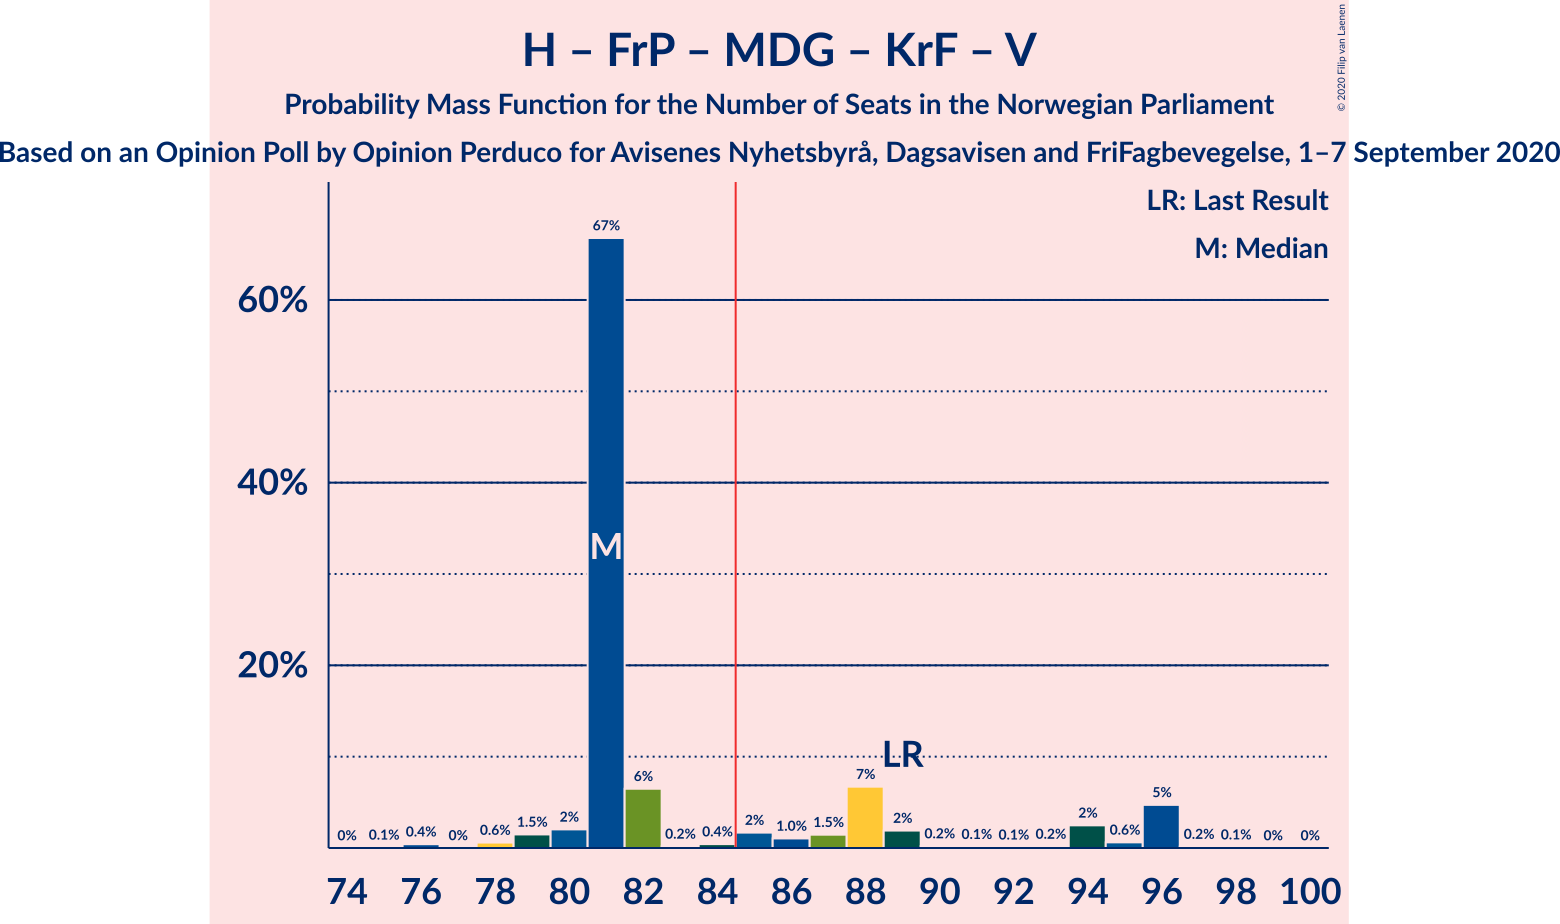 H – FrP – MDG – KrF – V
Probability Mass Function for the Number of Seats in the Norwegian Parliament
Based on an Opinion Poll by Opinion Perduco for Avisenes Nyhetsbyrå, Dagsavisen and FriFagbevegelse, 1–7 September 2020
© 2020 Filip van Laenen
LR: Last Result
M: Median
67%
60%
40%
M
20%
LR
0% 0.1% 0.4% 0% 0.6% 1.5% 2% 6% 0.2% 0.4% 2% 1.0% 1.5% 7% 2% 0.2% 0.1% 0.1% 0.2% 2% 0.6% 5% 0.2% 0.1% 0% 0%
74 76 78 80 82 84 86 88 90 92 94 96 98 100